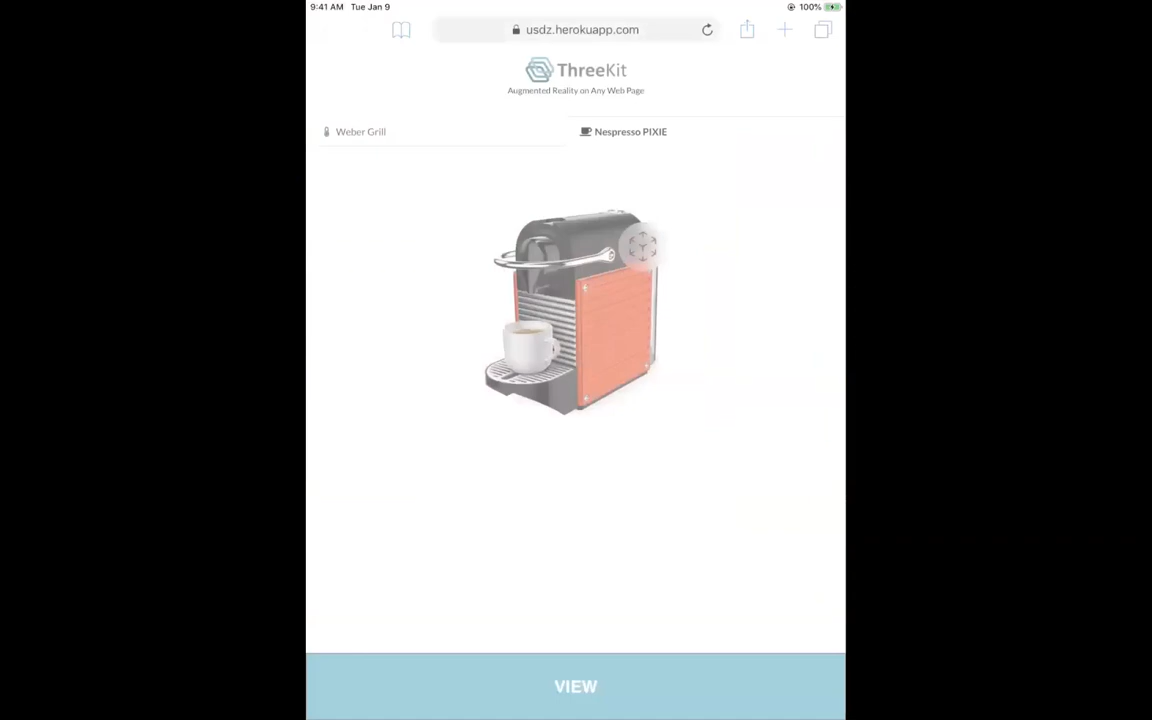 9:41 AM Tue Jan 9
100%
usdz.herokuapp.com
ThreeKit
Augmented Reality on Any Web Page
Weber Grill
Nespresso PIXIE
VIEW